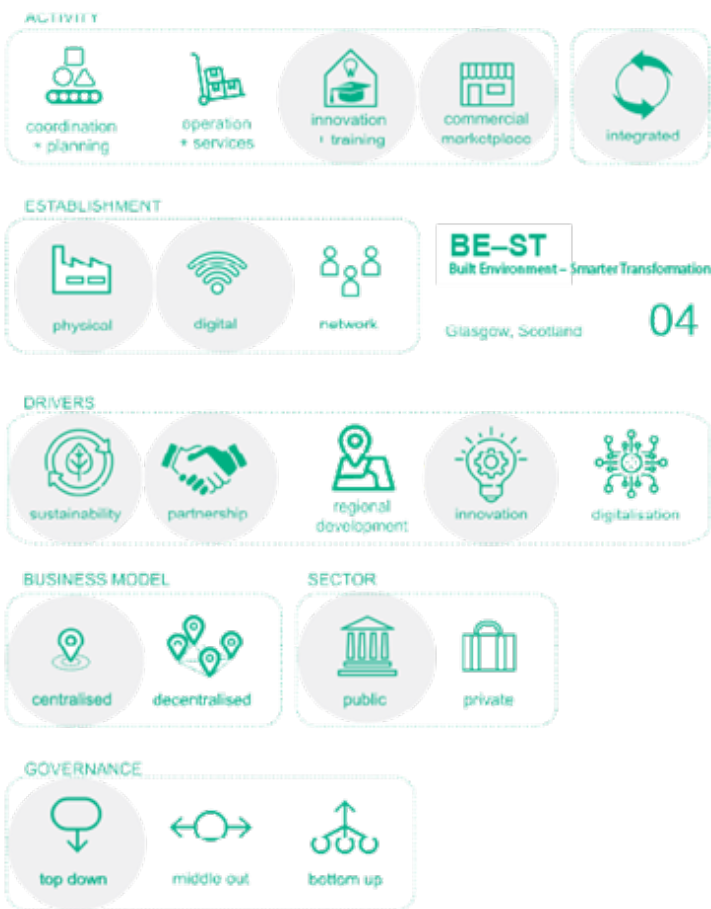 ACTIVITY
coordination
+ planning
operation
+ services
innovation
+ training
commercial
marketplace
integrated
ESTABLISHMENT
physical
digital
network
BE–ST
Built Environment – Smarter Transformation
Glasgow, Scotland
04
DRIVERS
sustainability
partnership
regional
development
innovation
digitalisation
BUSINESS MODEL
centralised
decentralised
SECTOR
public
private
GOVERNANCE
top down
middle out
bottom up